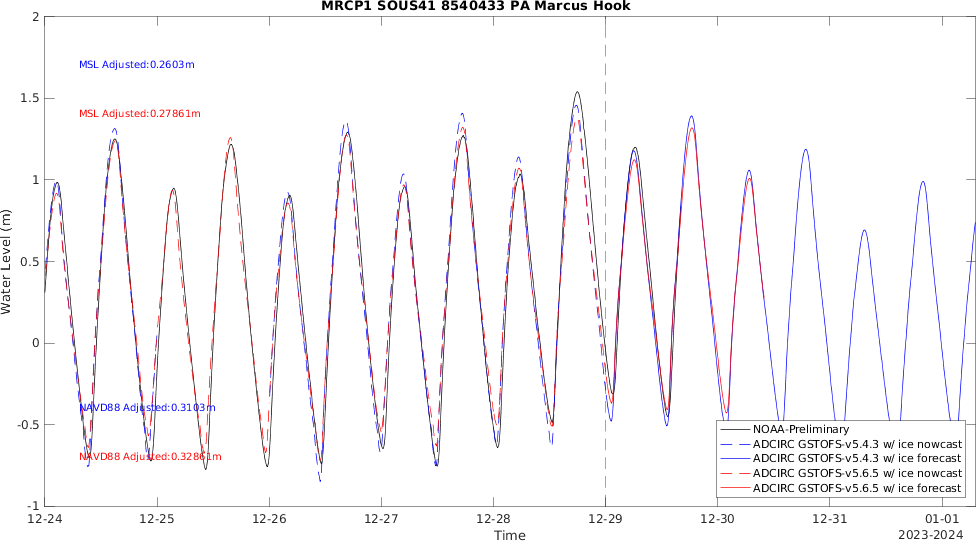 MRCP1 SOUS41 8540433 PA Marcus Hook
2
1.5
1
0.5
0
-0.5
-1
Water Level (m)
MSL Adjusted:0.2603m
MSL Adjusted:0.27861m
NAVD88 Adjusted:0.3103m
NAVD88 Adjusted:0.32861m
NOAA-Preliminary
ADCIRC GSTOFS-v5.4.3 w/ ice nowcast
ADCIRC GSTOFS-v5.4.3 w/ ice forecast
ADCIRC GSTOFS-v5.6.5 w/ ice nowcast
ADCIRC GSTOFS-v5.6.5 w/ ice forecast
12-24 12-25 12-26 12-27 12-28 12-29 12-30 12-31 01-01
Time
2023-2024